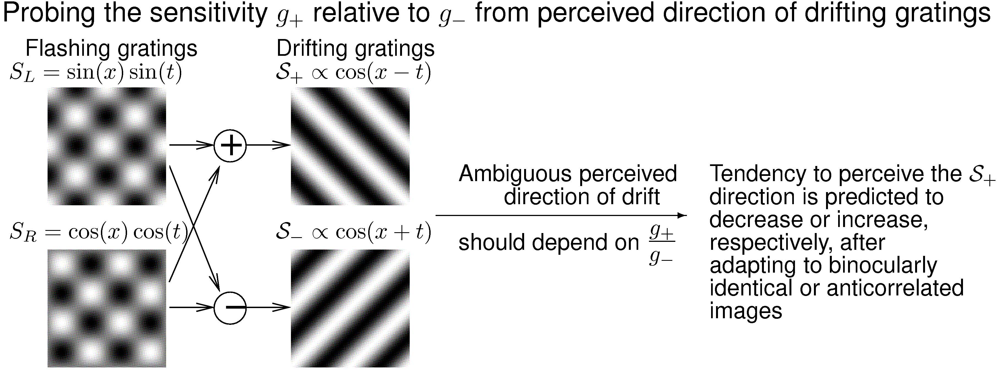 Probing the sensitivity g₊ relative to g₋ from perceived direction of drifting gratings
Flashing gratings
S_L = sin(x) sin(t)
Drifting gratings
𝒮₊ ∝ cos(x − t)
+
S_R = cos(x) cos(t)
𝒮₋ ∝ cos(x + t)
−
Ambiguous perceived
direction of drift
should depend on g₊/g₋
Tendency to perceive the 𝒮₊
direction is predicted to
decrease or increase,
respectively, after
adapting to binocularly
identical or anticorrelated
images